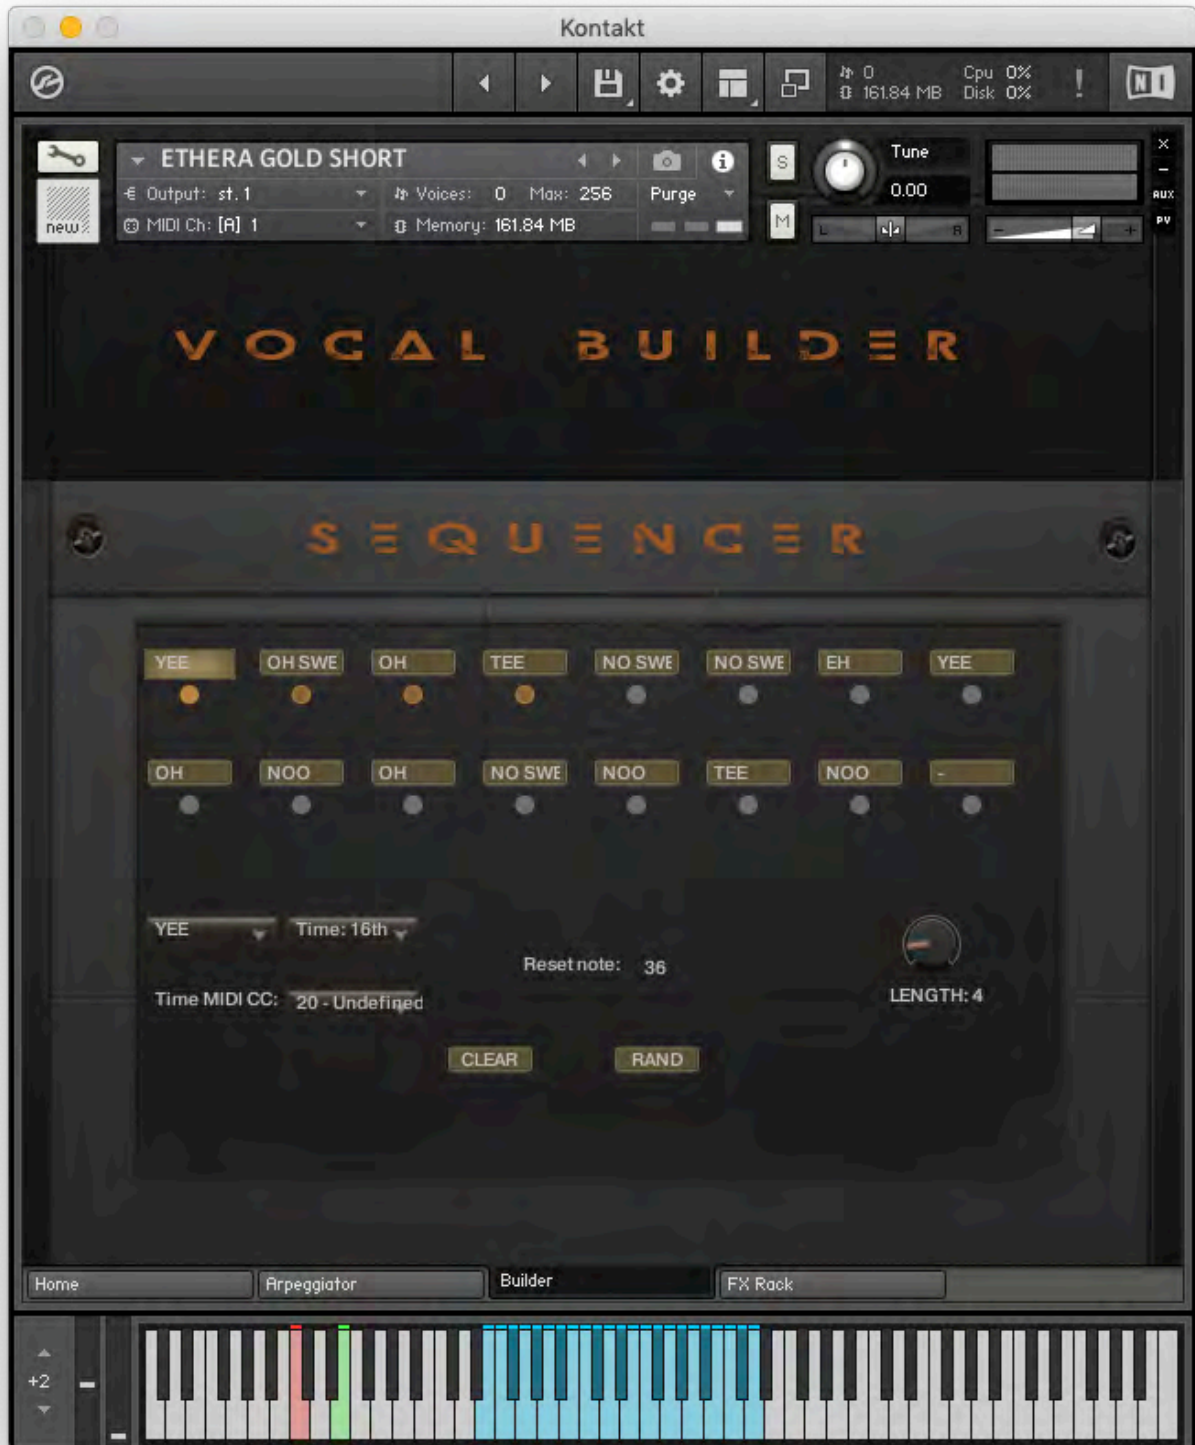 Kontakt
0 Cpu 0%
161.84 MB Disk 0% ! NI
ETHERA GOLD SHORT i S Tune X
Output: st. 1 Voices: 0 Max: 256 Purge 0.00 AUX
new MIDI Ch: [A] 1 Memory: 161.84 MB M L R - + PV
VOCAL BUILDER
SEQUENCER
YEE OH SWE OH TEE NO SWE NO SWE EH YEE
OH NOO OH NO SWE NOO TEE NOO -
YEE Time: 16th
Reset note: 36
Time MIDI CC: 20 - Undefined LENGTH: 4
CLEAR RAND
Home Arpeggiator Builder FX Rack
+2